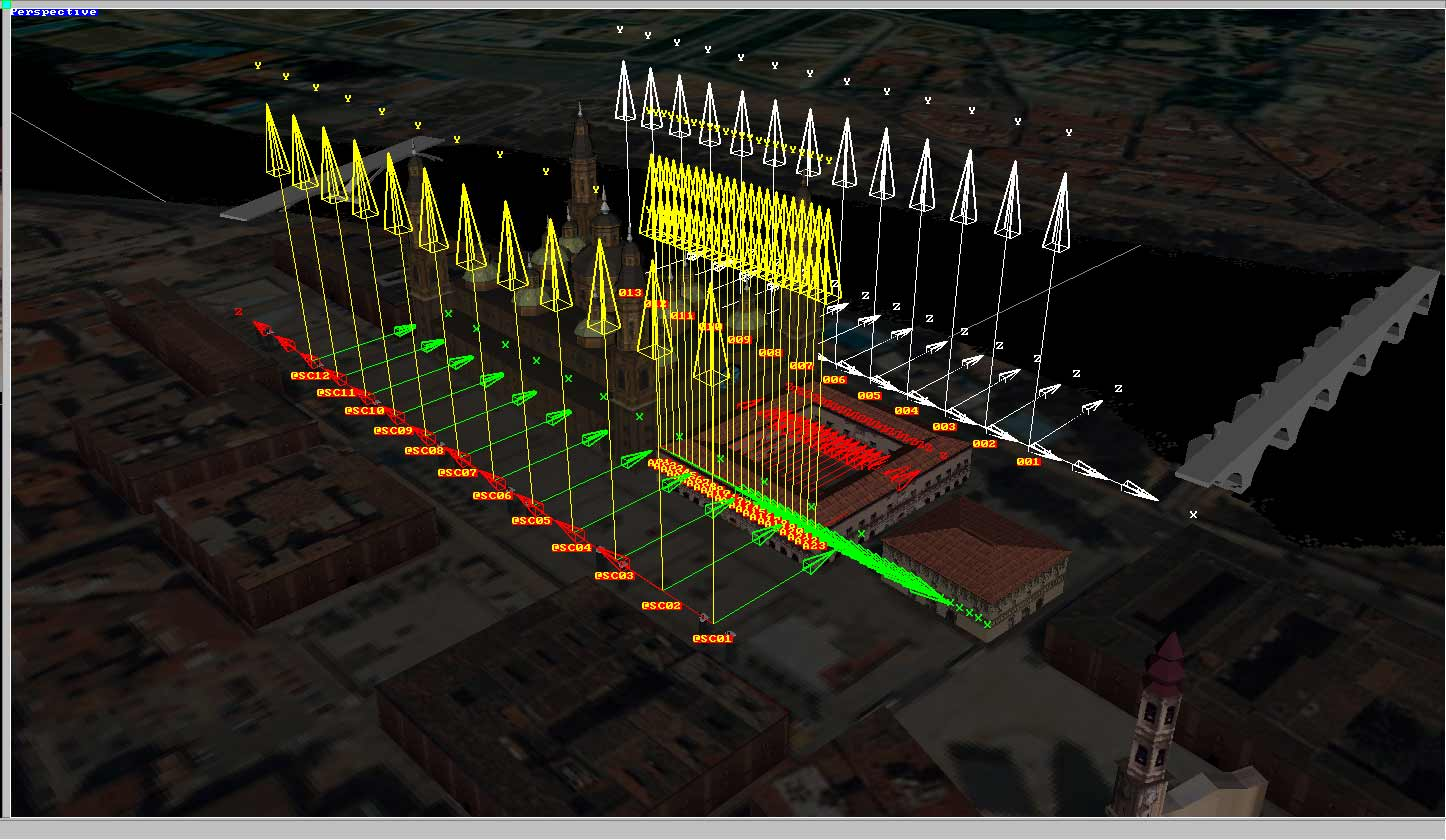 Perspective
Y Y Y Y Y Y Y Y Y Y Y Y Y
Y Y Y Y Y Y Y Y Y Y
Z
Z Z Z Z Z Z Z Z
X X X X X X X X X X X X X
013
012
011
010
009
008
007
006
005
004
003
002
001
X
@SC12
@SC11
@SC10
@SC09
@SC08
@SC07
@SC06
@SC05
@SC04
@SC03
@SC02
@SC01
A23
X X X X